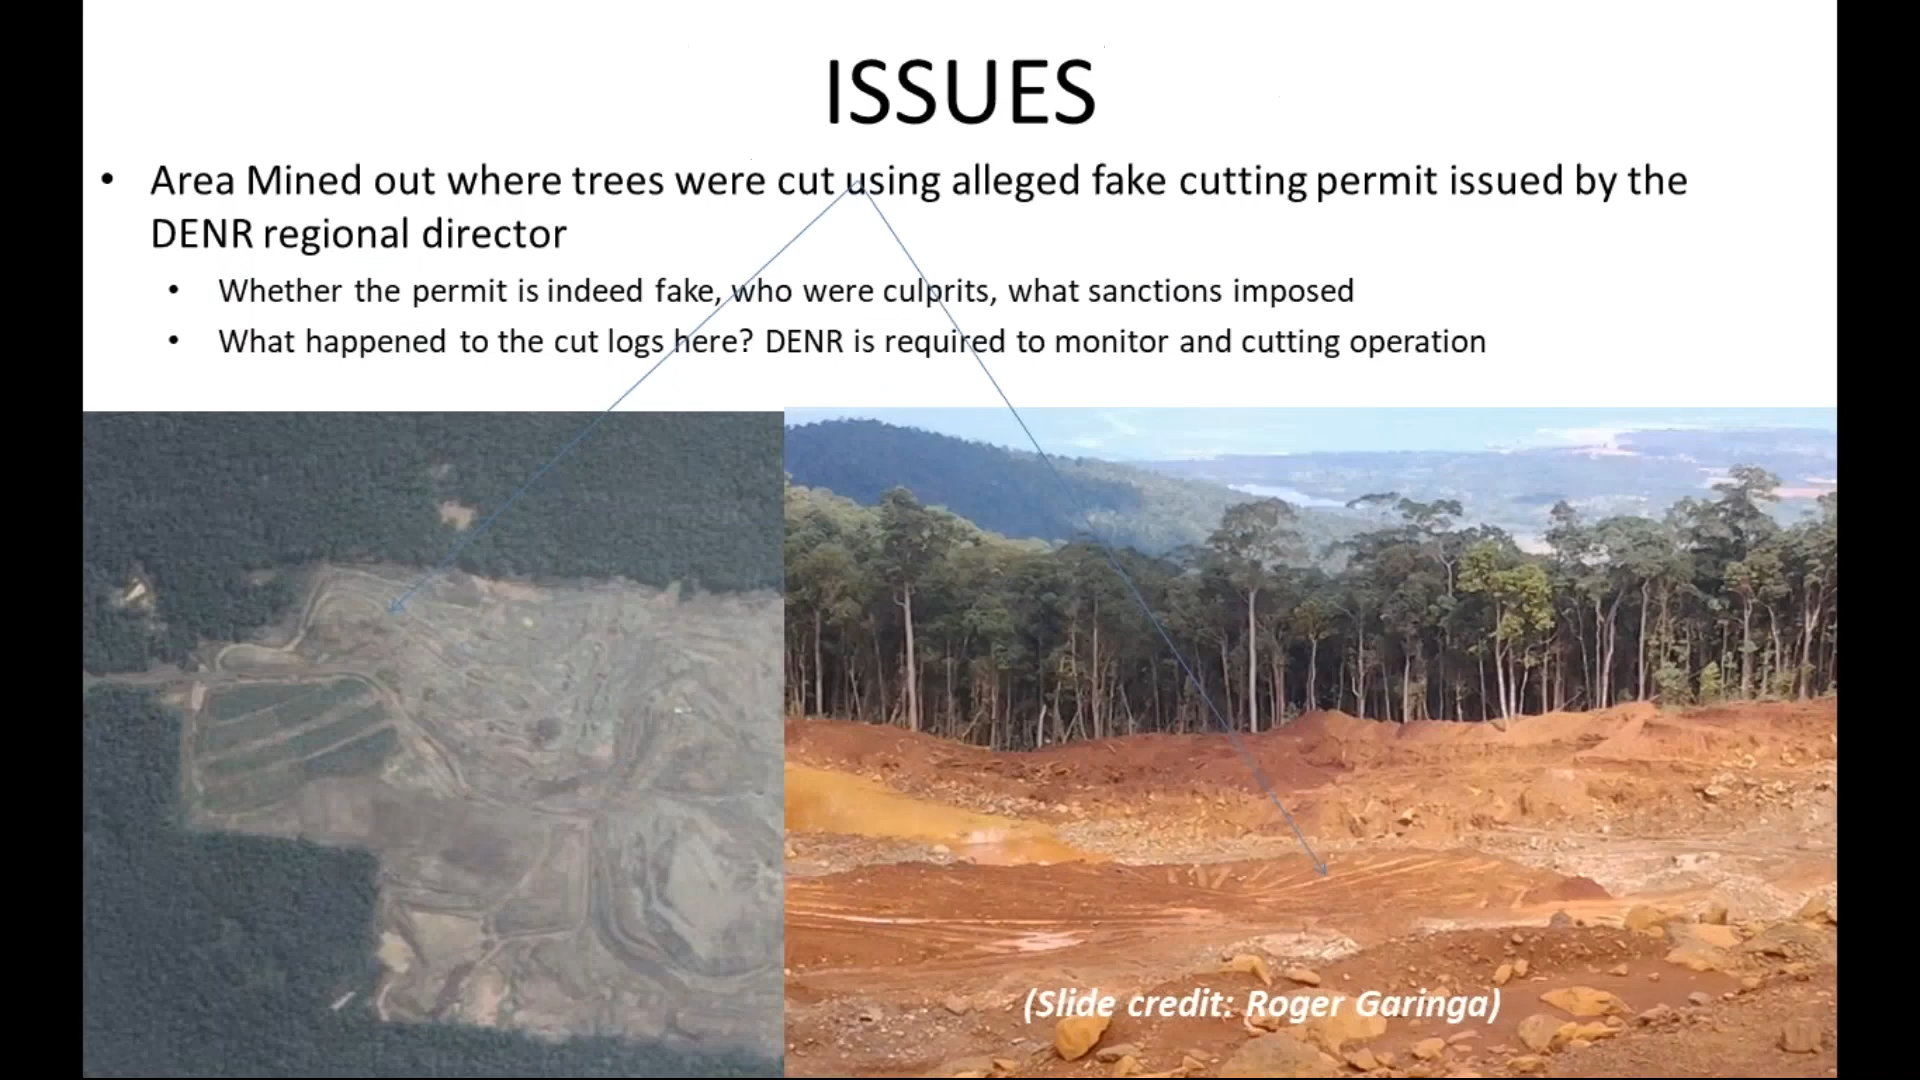 ISSUES
• Area Mined out where trees were cut using alleged fake cutting permit issued by the
DENR regional director
• Whether the permit is indeed fake, who were culprits, what sanctions imposed
• What happened to the cut logs here? DENR is required to monitor and cutting operation
(Slide credit: Roger Garinga)